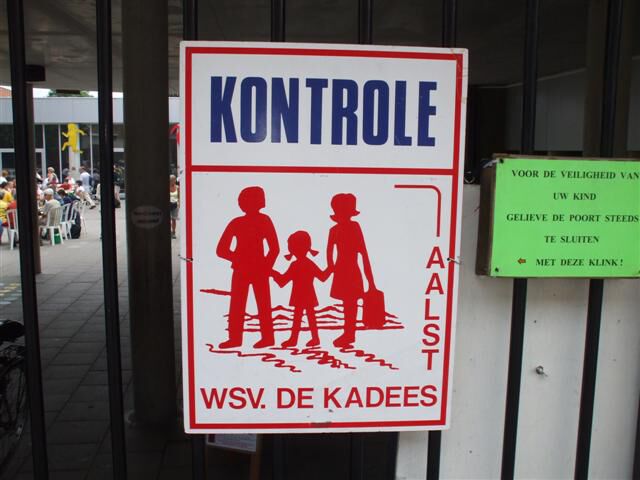 KONTROLE
AALST
WSV. DE KADEES
VOOR DE VEILIGHEID VAN
UW KIND
GELIEVE DE POORT STEEDS
TE SLUITEN
MET DEZE KLINK!